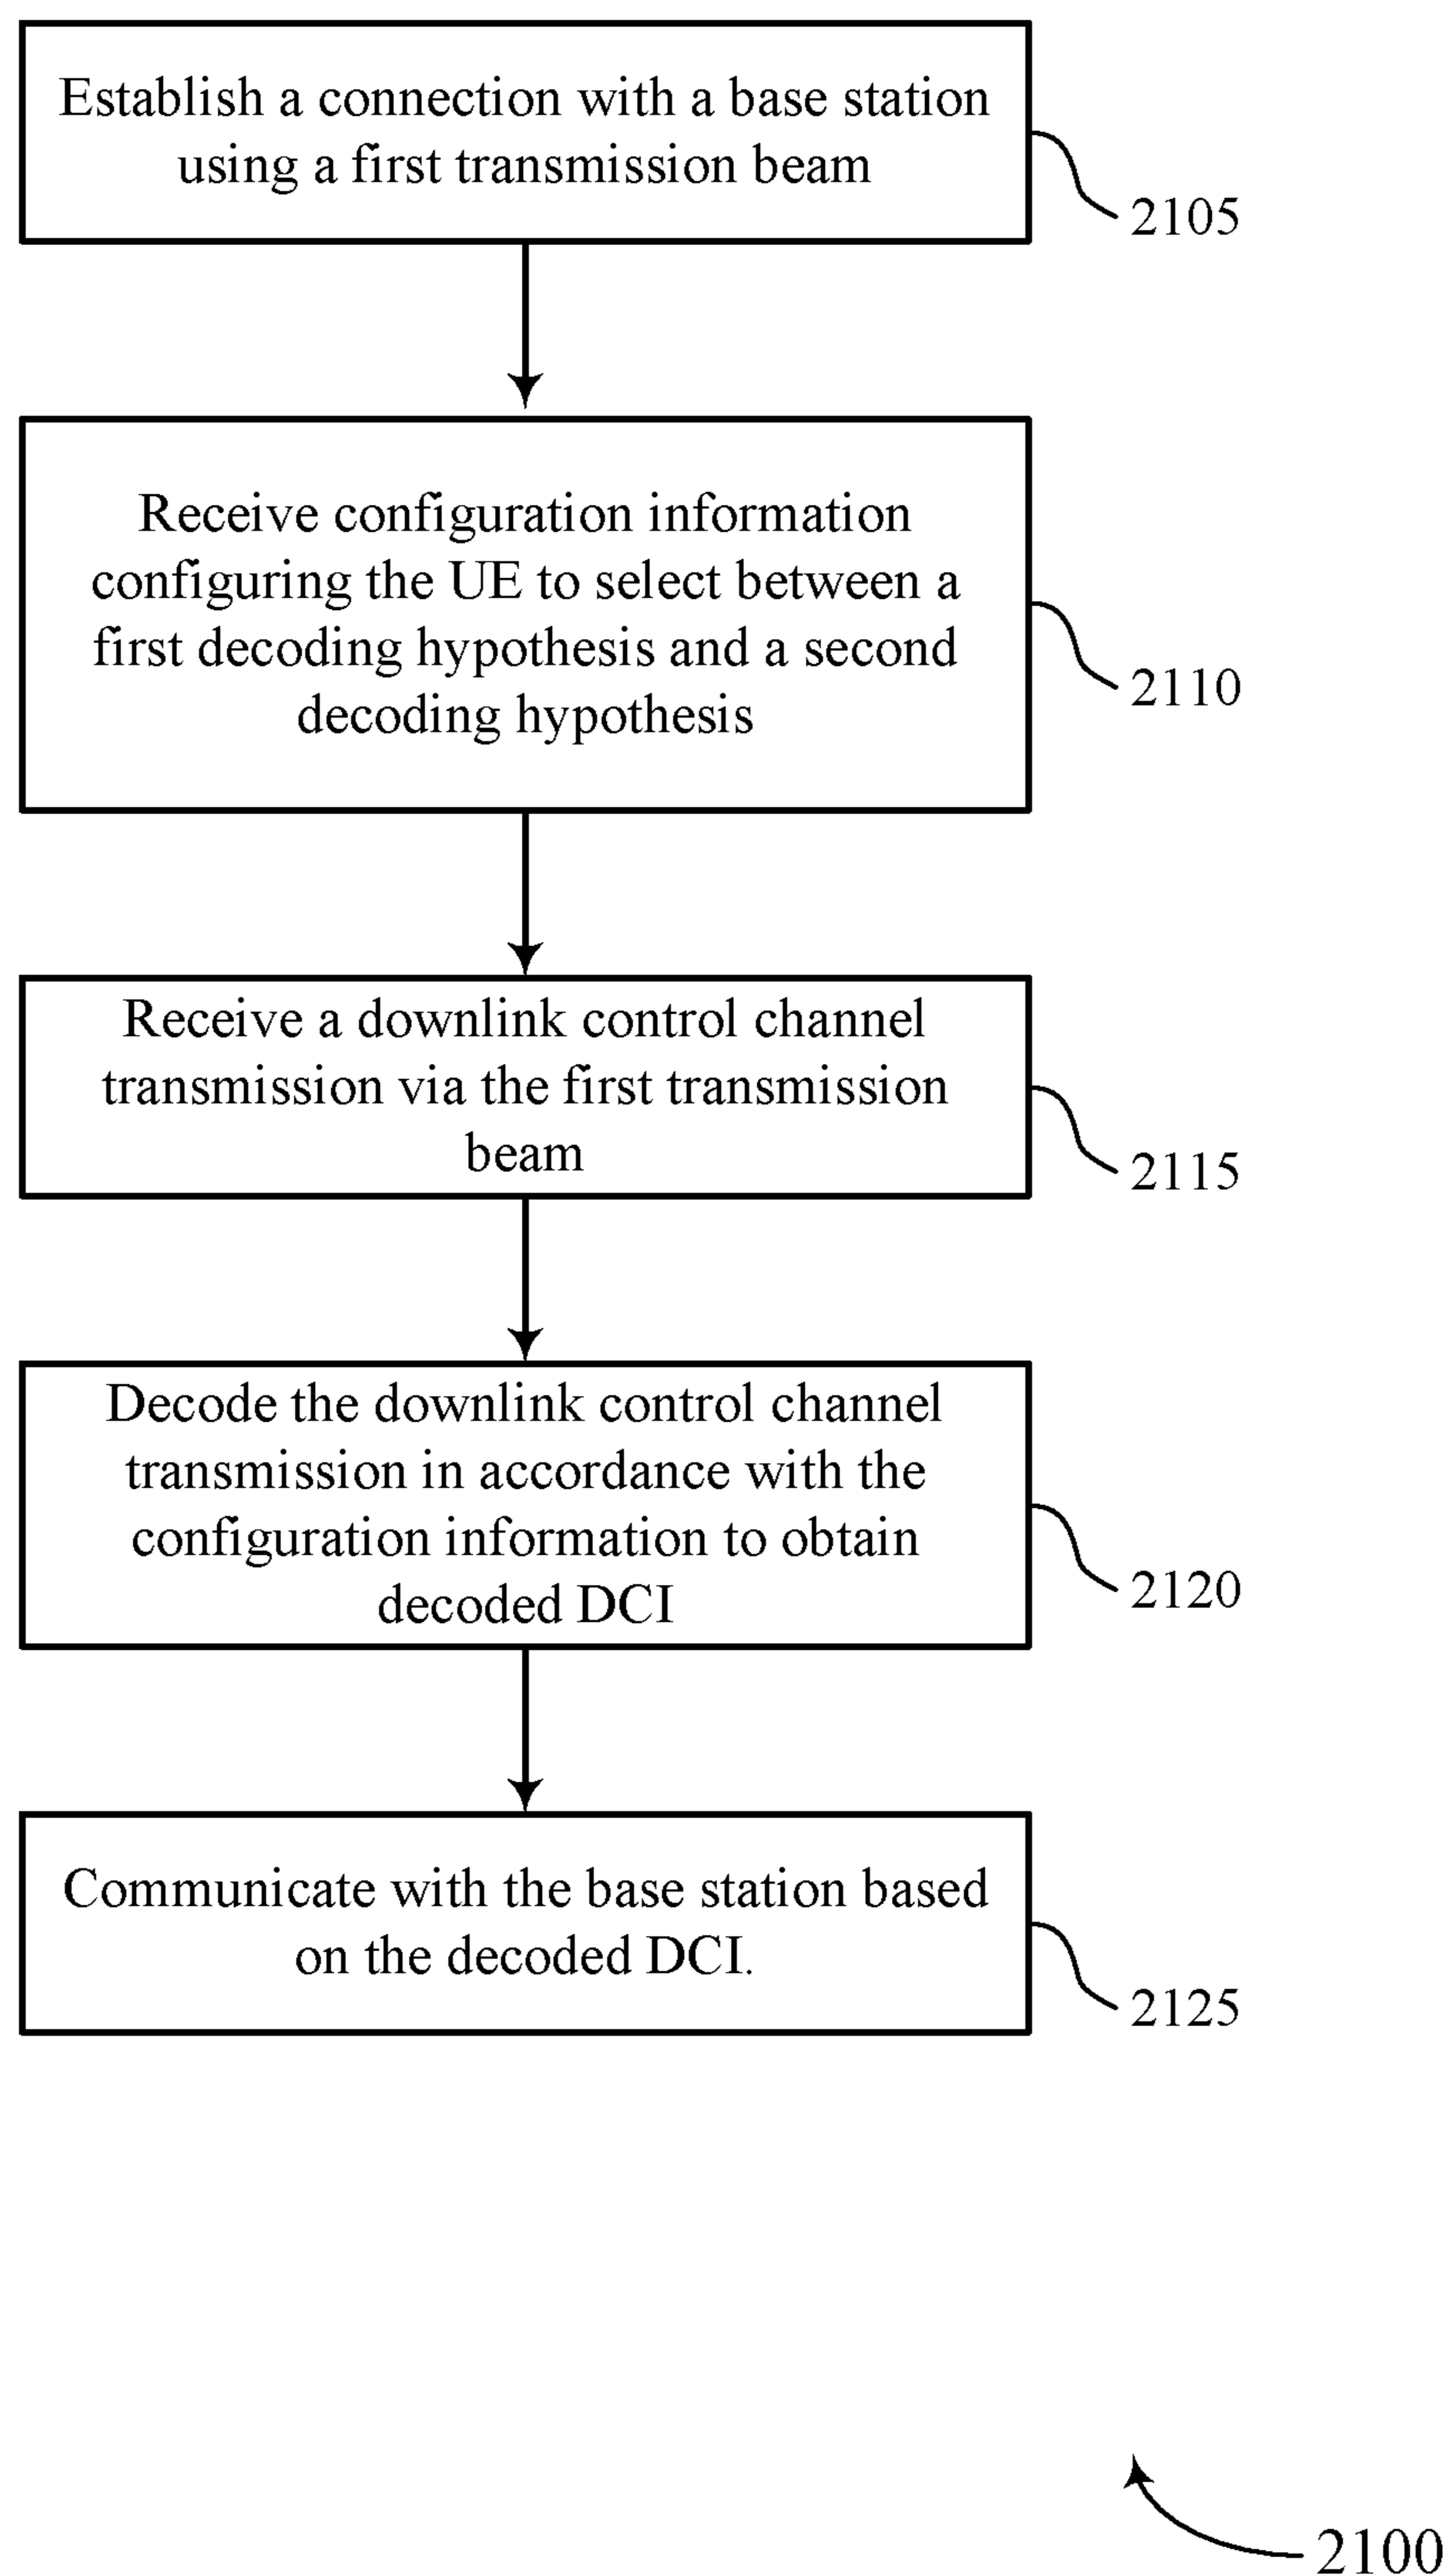 Establish a connection with a base station
using a first transmission beam
2105
Receive configuration information
configuring the UE to select between a
first decoding hypothesis and a second
decoding hypothesis
2110
Receive a downlink control channel
transmission via the first transmission
beam
2115
Decode the downlink control channel
transmission in accordance with the
configuration information to obtain
decoded DCI
2120
Communicate with the base station based
on the decoded DCI.
2125
2100